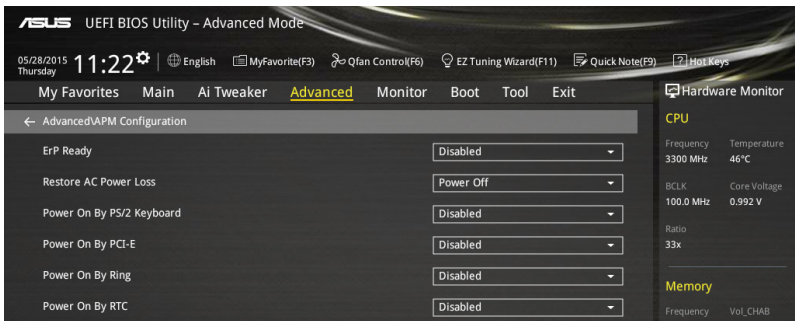 ASUS UEFI BIOS Utility – Advanced Mode
05/28/2015 Thursday 11:22 English MyFavorite(F3) Qfan Control(F6) EZ Tuning Wizard(F11) Quick Note(F9) ? Hot Keys
My Favorites Main Ai Tweaker Advanced Monitor Boot Tool Exit
← Advanced\APM Configuration
ErP Ready Disabled
Restore AC Power Loss Power Off
Power On By PS/2 Keyboard Disabled
Power On By PCI-E Disabled
Power On By Ring Disabled
Power On By RTC Disabled
Hardware Monitor
CPU
Frequency Temperature
3300 MHz 46°C
BCLK Core Voltage
100.0 MHz 0.992 V
Ratio
33x
Memory
Frequency Vol_CHAB